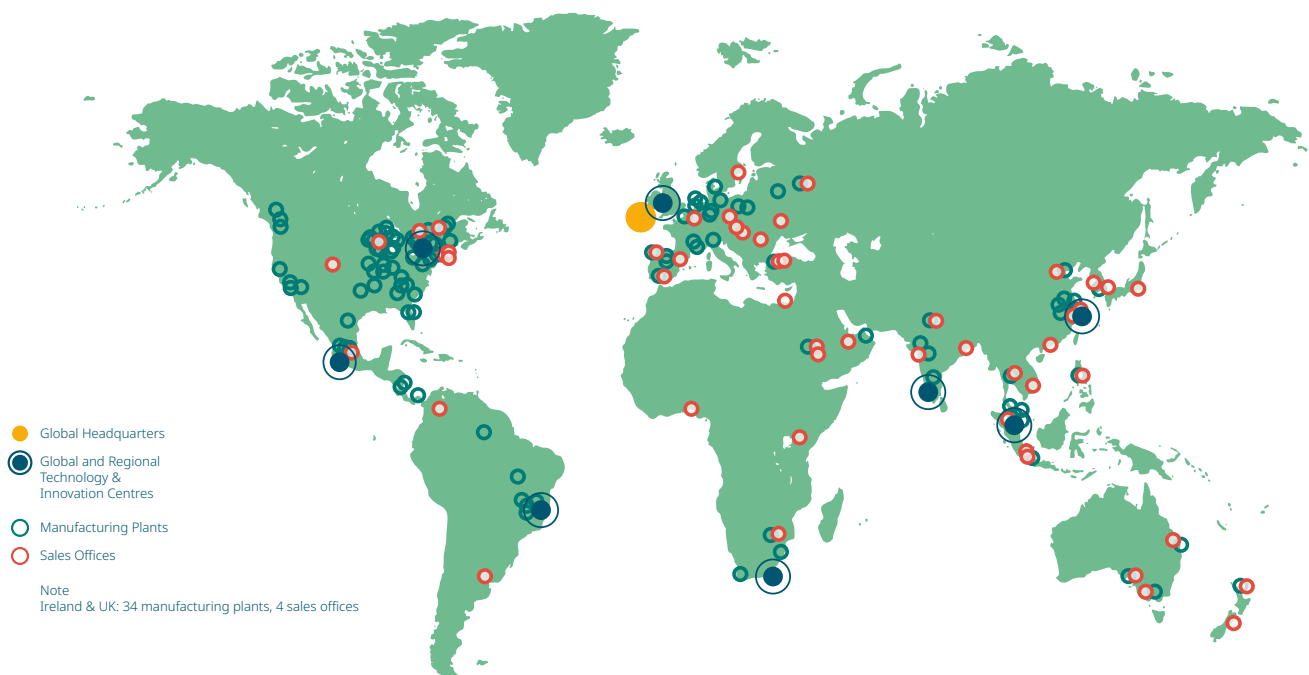 Global Headquarters
Global and Regional
Technology &
Innovation Centres
Manufacturing Plants
Sales Offices
Note
Ireland & UK: 34 manufacturing plants, 4 sales offices